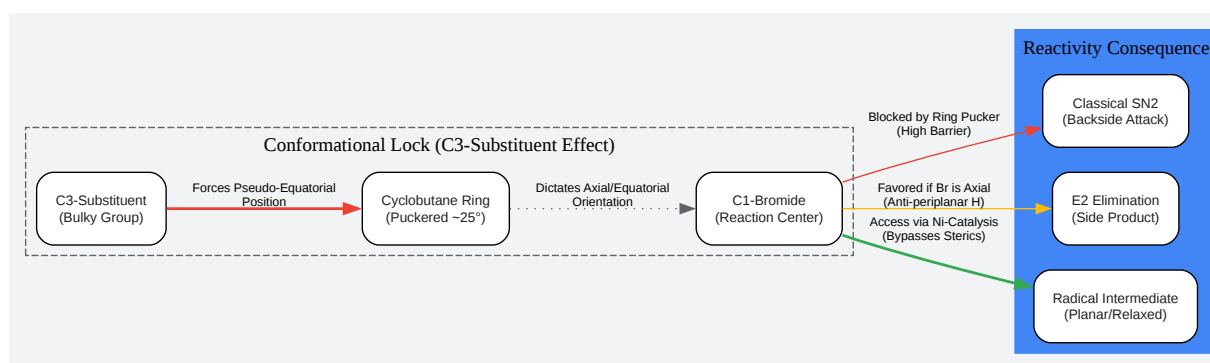 Reactivity Consequence
Classical SN2
(Backside Attack)
Blocked by Ring Pucker
(High Barrier)
Conformational Lock (C3-Substituent Effect)
C3-Substituent
(Bulky Group)
Forces Pseudo-Equatorial
Position
Cyclobutane Ring
(Puckered ~25°)
Dictates Axial/Equatorial
Orientation
C1-Bromide
(Reaction Center)
Favored if Br is Axial
(Anti-periplanar H)
E2 Elimination
(Side Product)
Access via Ni-Catalysis
(Bypasses Sterics)
Radical Intermediate
(Planar/Relaxed)